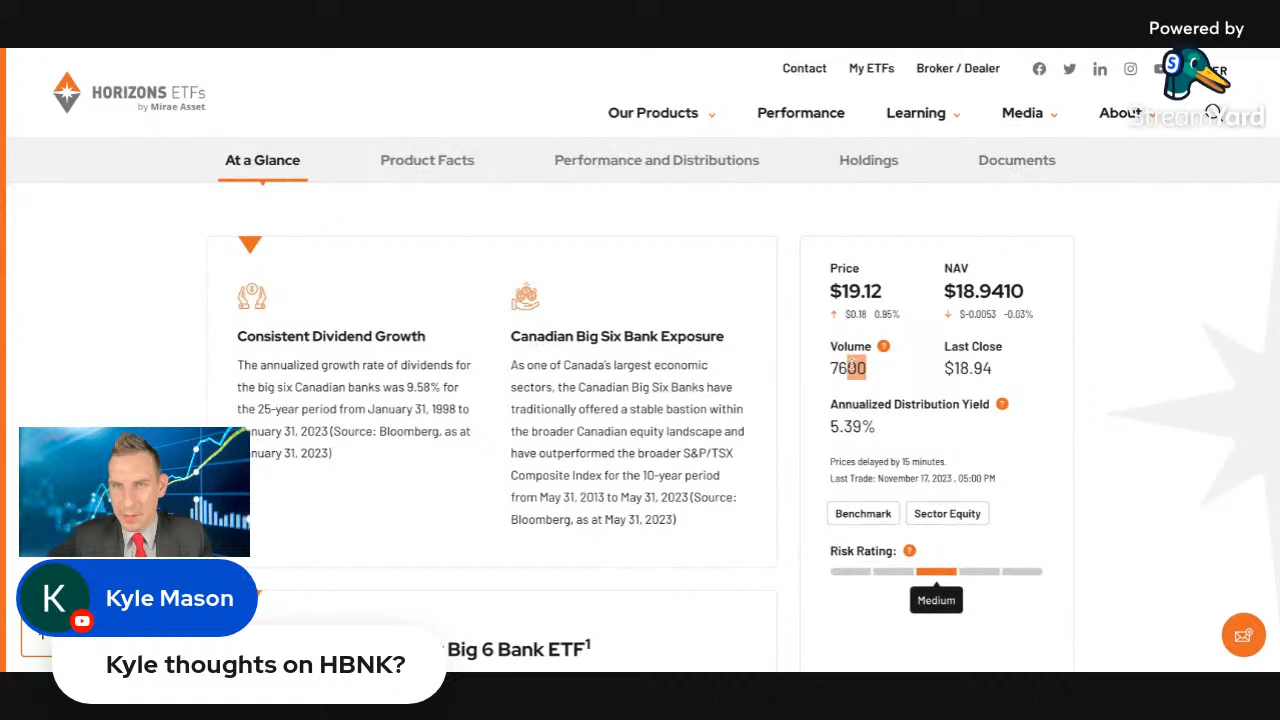 Powered by
StreamYard
HORIZONS ETFs
by Mirae Asset
Contact
My ETFs
Broker / Dealer
Our Products
Performance
Learning
Media
About
At a Glance
Product Facts
Performance and Distributions
Holdings
Documents
Consistent Dividend Growth
The annualized growth rate of dividends for
the big six Canadian banks was 9.58% for
the 25-year period from January 31, 1998 to
nuary 31, 2023 (Source: Bloomberg, as at
nuary 31, 2023)
Canadian Big Six Bank Exposure
As one of Canada's largest economic
sectors, the Canadian Big Six Banks have
traditionally offered a stable bastion within
the broader Canadian equity landscape and
have outperformed the broader S&P/TSX
Composite Index for the 10-year period
from May 31, 2013 to May 31, 2023 (Source:
Bloomberg, as at May 31, 2023)
Price
$19.12
$0.18 0.95%
NAV
$18.9410
$-0.0053 -0.03%
Volume ?
7600
Last Close
$18.94
Annualized Distribution Yield ?
5.39%
Prices delayed by 15 minutes.
Last Trade: November 17, 2023 , 05:00 PM
Benchmark
Sector Equity
Risk Rating: ?
Medium
Big 6 Bank ETF¹
K
Kyle Mason
Kyle thoughts on HBNK?